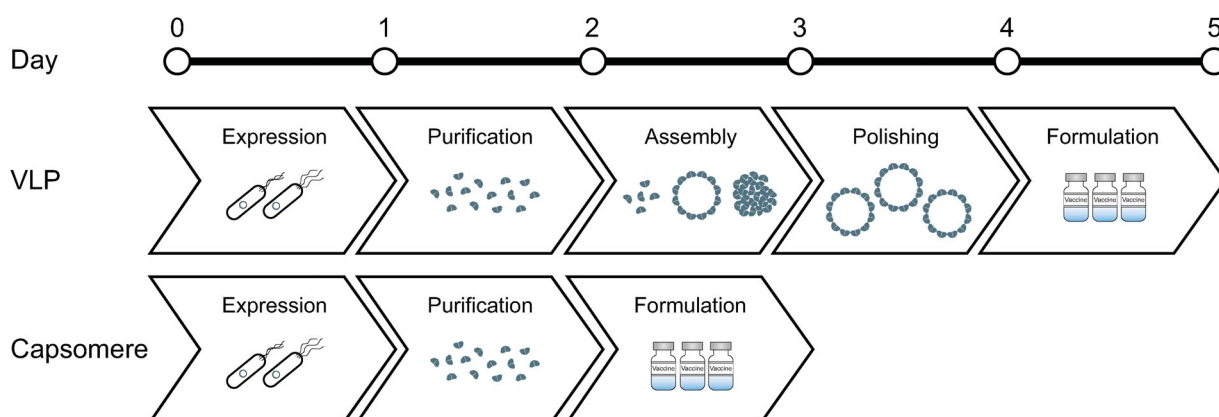 Day 0 1 2 3 4 5
VLP
Expression Purification Assembly Polishing Formulation
Vaccine Vaccine Vaccine
Capsomere
Expression Purification Formulation
Vaccine Vaccine Vaccine